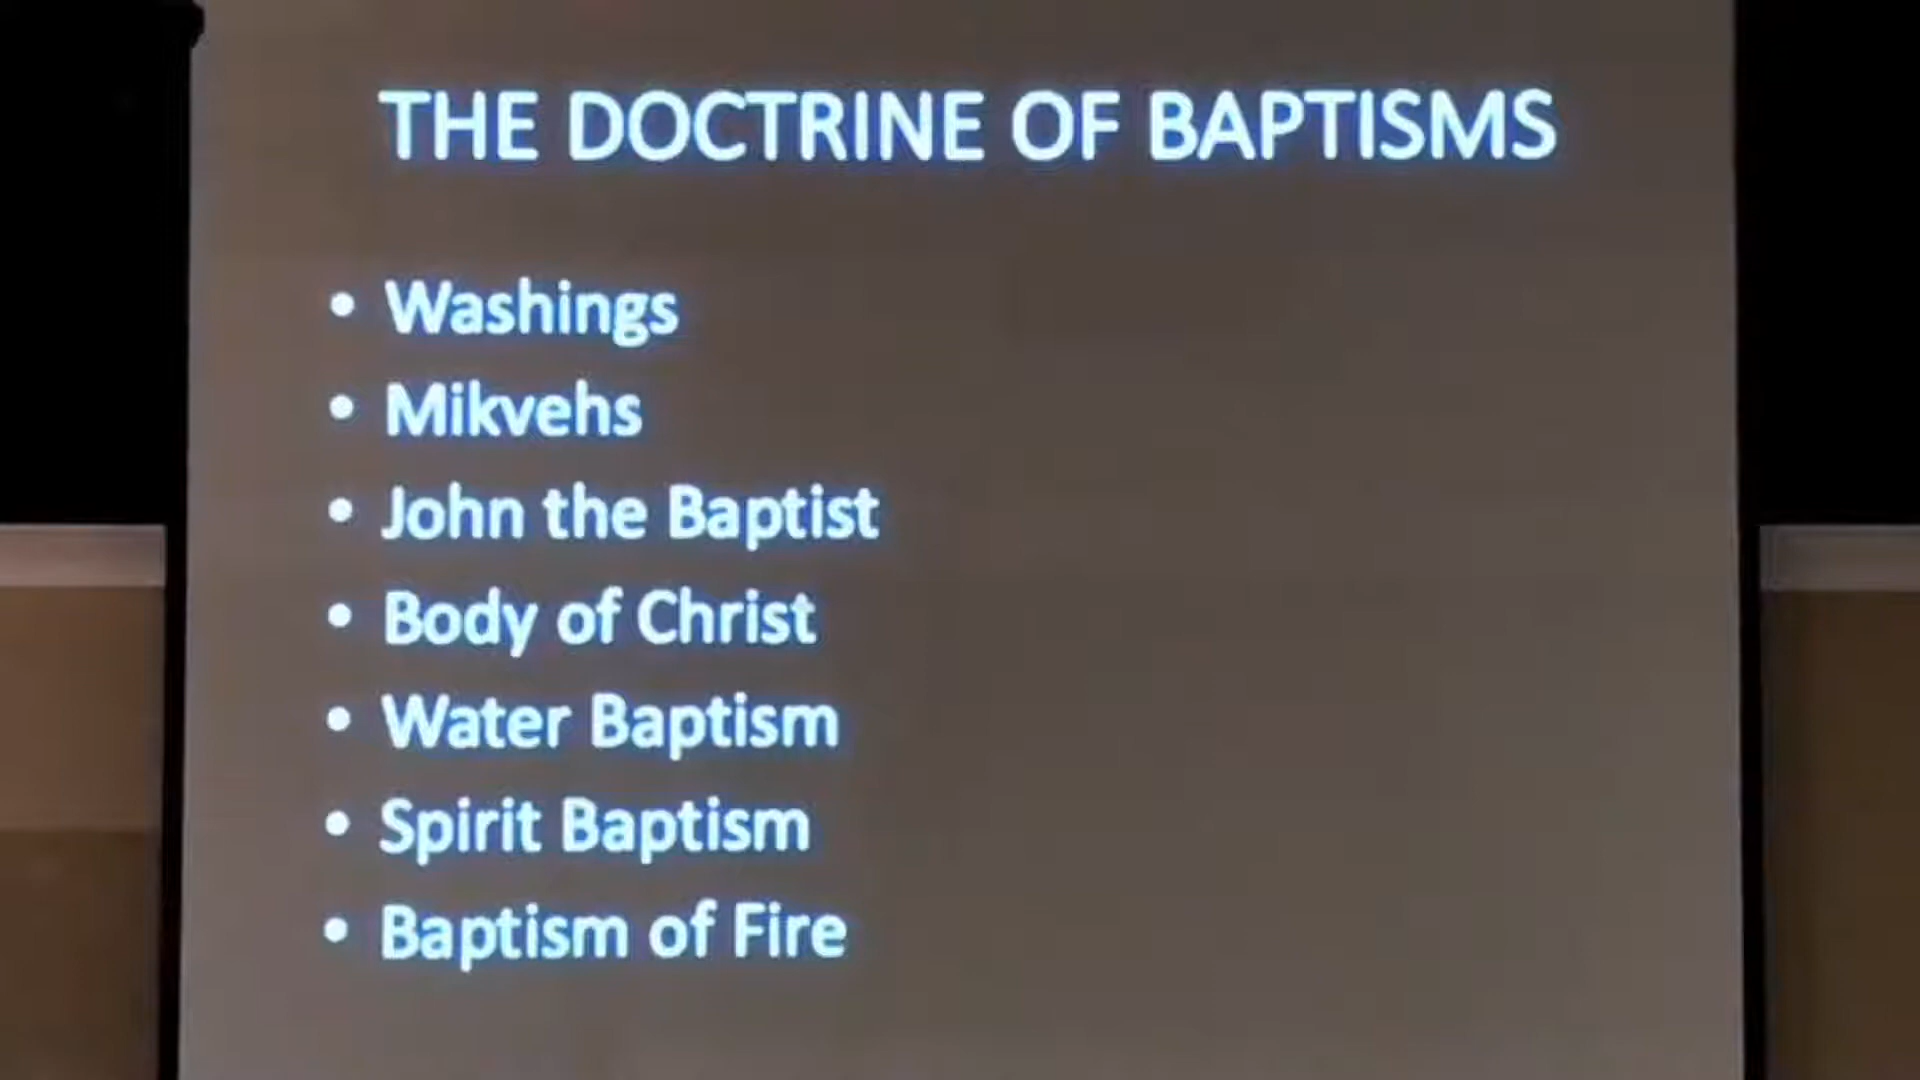 THE DOCTRINE OF BAPTISMS
• Washings
• Mikvehs
• John the Baptist
• Body of Christ
• Water Baptism
• Spirit Baptism
• Baptism of Fire